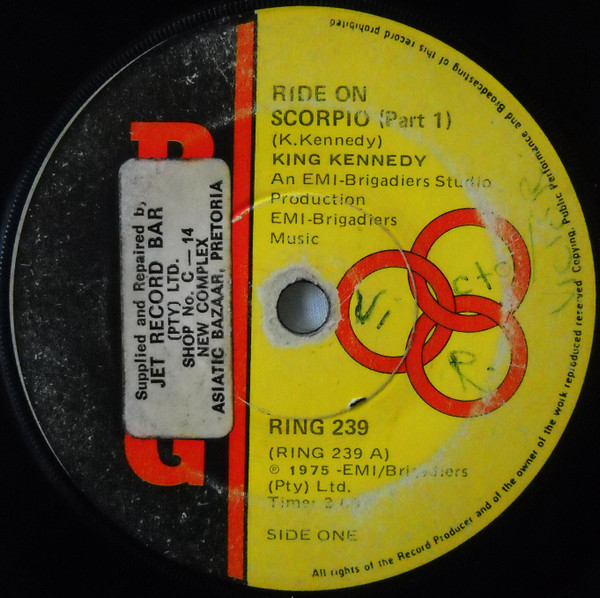 RIDE ON
SCORPIO (Part 1)
(K.Kennedy)
KING KENNEDY
An EMI-Brigadiers Studio
Production
EMI-Brigadiers
Music
RING 239
(RING 239 A)
℗ 1975 -EMI/Brigadiers
(Pty) Ltd.
Time:
SIDE ONE
Supplied and Repaired by
JET RECORD BAR
(PTY) LTD.
SHOP No. C — 14
NEW COMPLEX
ASIATIC BAZAAR, PRETORIA
R
G
All rights of the Record Producer and of the owner of the work reproduced reserved Copying, Public Performance and Broadcasting of this record prohibited
R.